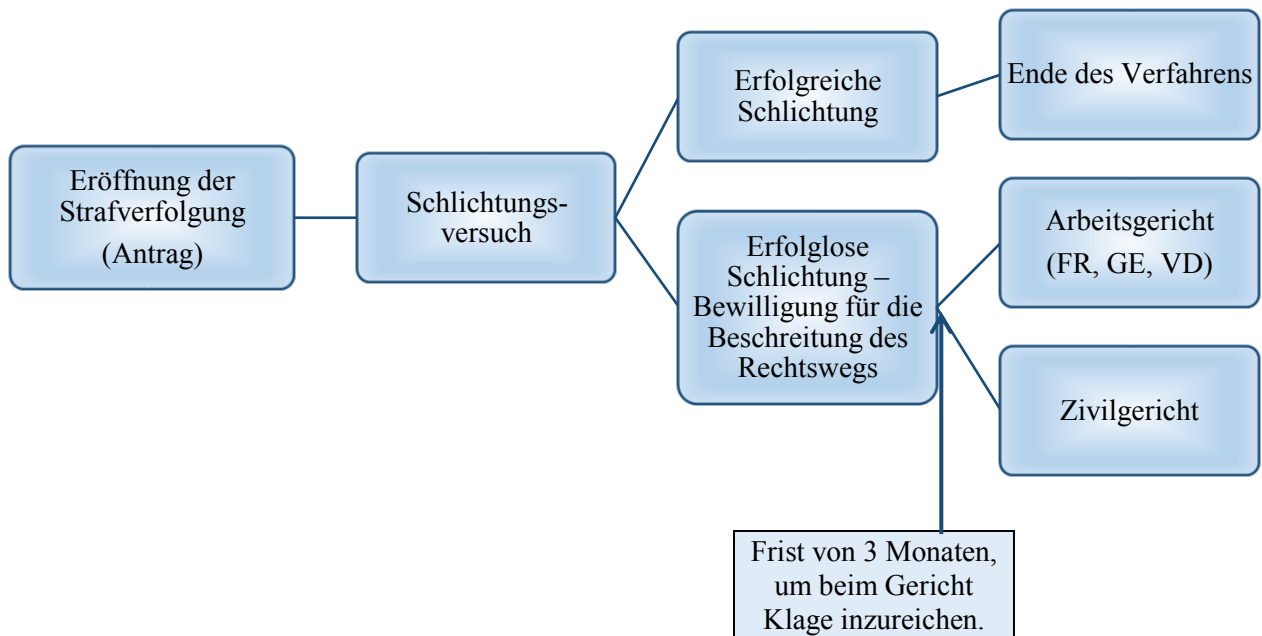 Eröffnung der
Strafverfolgung
(Antrag)
Schlichtungs-
versuch
Erfolgreiche
Schlichtung
Ende des Verfahrens
Erfolglose
Schlichtung –
Bewilligung für die
Beschreitung des
Rechtswegs
Arbeitsgericht
(FR, GE, VD)
Zivilgericht
Frist von 3 Monaten,
um beim Gericht
Klage inzureichen.